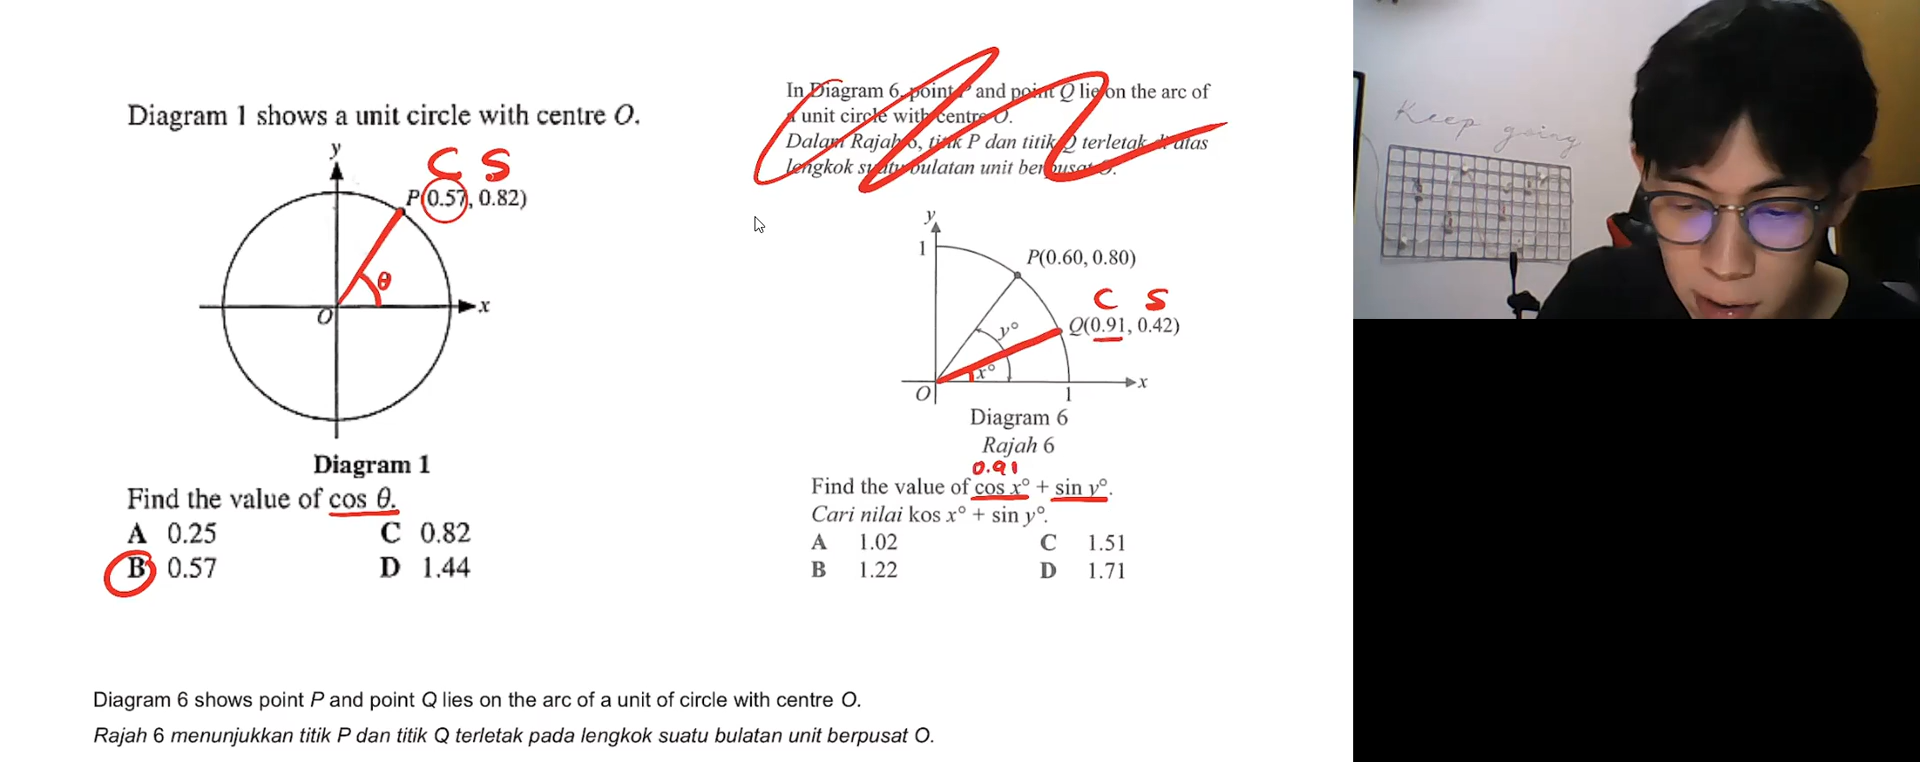 Diagram 1 shows a unit circle with centre O.
y
C S
P(0.57, 0.82)
θ
O
x
Diagram 1
Find the value of cos θ.
A 0.25
C 0.82
B 0.57
D 1.44
In Diagram 6, point P and point Q lie on the arc of
a unit circle with centre O.
Dalam Rajah 6, titik P dan titik Q terletak di atas
lengkok suatu bulatan unit berpusat O.
y
1
P(0.60, 0.80)
C S
Q(0.91, 0.42)
y°
x°
O
1
x
Diagram 6
Rajah 6
0.91
Find the value of cos x° + sin y°.
Cari nilai kos x° + sin y°.
A 1.02
C 1.51
B 1.22
D 1.71
Diagram 6 shows point P and point Q lies on the arc of a unit of circle with centre O.
Rajah 6 menunjukkan titik P dan titik Q terletak pada lengkok suatu bulatan unit berpusat O.
Keep going